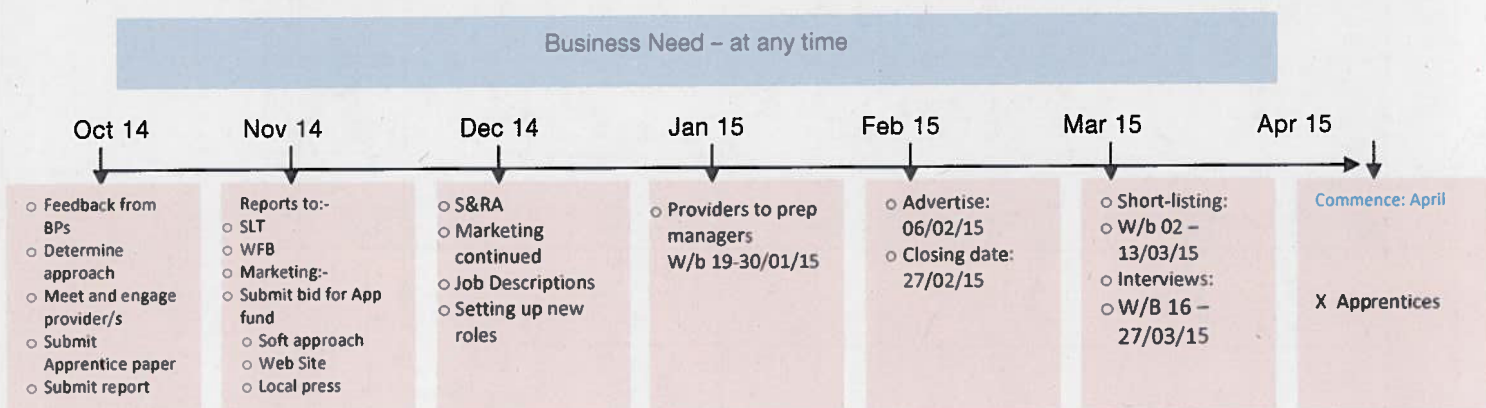 Business Need – at any time
Oct 14
Nov 14
Dec 14
Jan 15
Feb 15
Mar 15
Apr 15
○ Feedback from
BPs
○ Determine
approach
○ Meet and engage
provider/s
○ Submit
Apprentice paper
○ Submit report
Reports to:-
○ SLT
○ WFB
○ Marketing:-
○ Submit bid for App
fund
○ Soft approach
○ Web Site
○ Local press
○ S&RA
○ Marketing
continued
○ Job Descriptions
○ Setting up new
roles
○ Providers to prep
managers
W/b 19-30/01/15
○ Advertise:
06/02/15
○ Closing date:
27/02/15
○ Short-listing:
○ W/b 02 –
13/03/15
○ Interviews:
○ W/B 16 –
27/03/15
Commence: April
X Apprentices